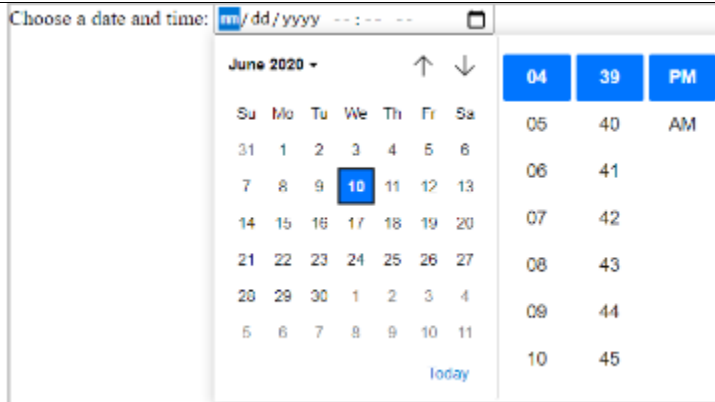 Choose a date and time: mm/dd/yyyy --:-- --
June 2020
Su Mo Tu We Th Fr Sa
31 1 2 3 4 5 6
7 8 9 10 11 12 13
14 15 16 17 18 19 20
21 22 23 24 25 26 27
28 29 30 1 2 3 4
5 6 7 8 9 10 11
Today
04 39 PM
05 40 AM
06 41
07 42
08 43
09 44
10 45